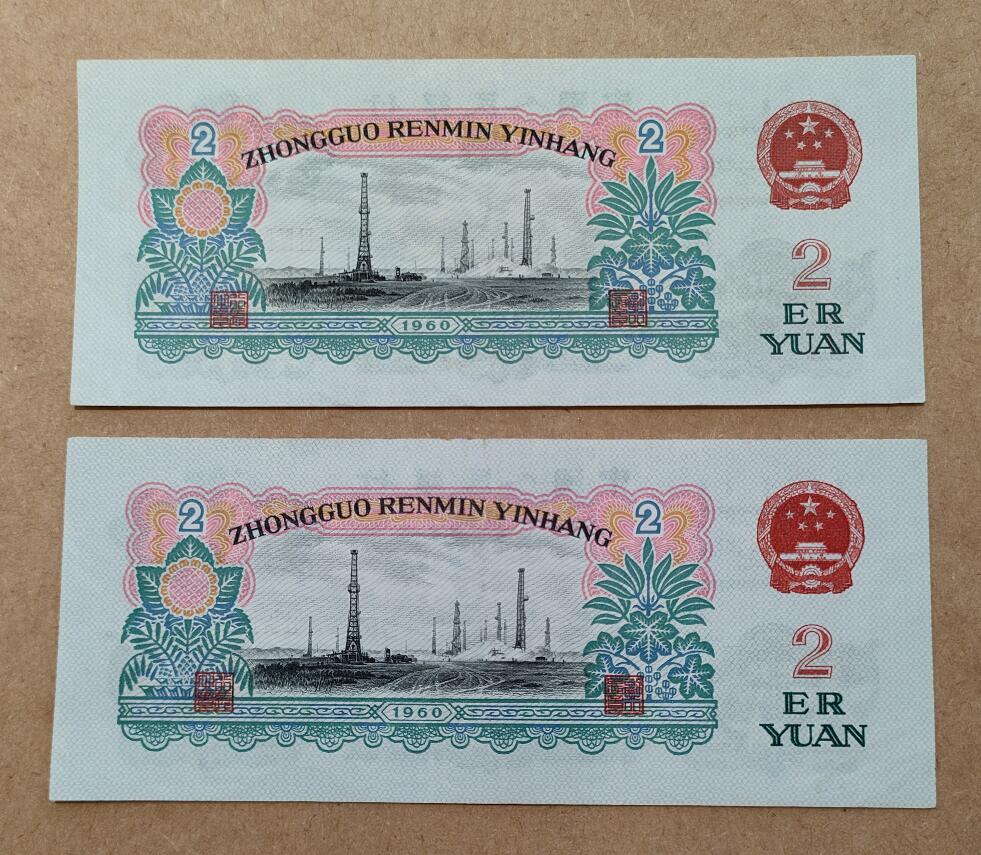 2 ZHONGGUO RENMIN YINHANG 2
2
ER
YUAN
1960
2 ZHONGGUO RENMIN YINHANG 2
2
ER
YUAN
1960